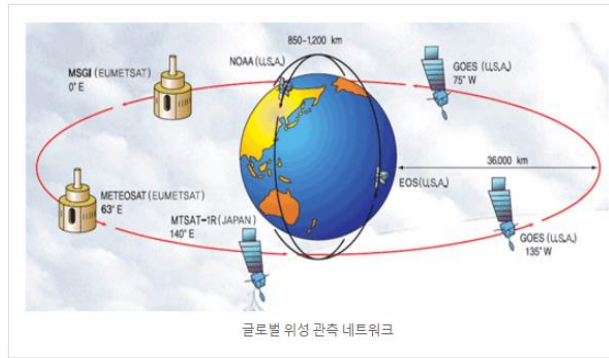 850-1,200 km
NOAA (U.S.A.)
GOES (U.S.A.)
75° W
MSGI (EUMETSAT)
0° E
36,000 km
EOS (U.S.A.)
METEOSAT (EUMETSAT)
63° E
MTSAT-1R (JAPAN)
140° E
GOES (U.S.A.)
135° W
글로벌 위성 관측 네트워크